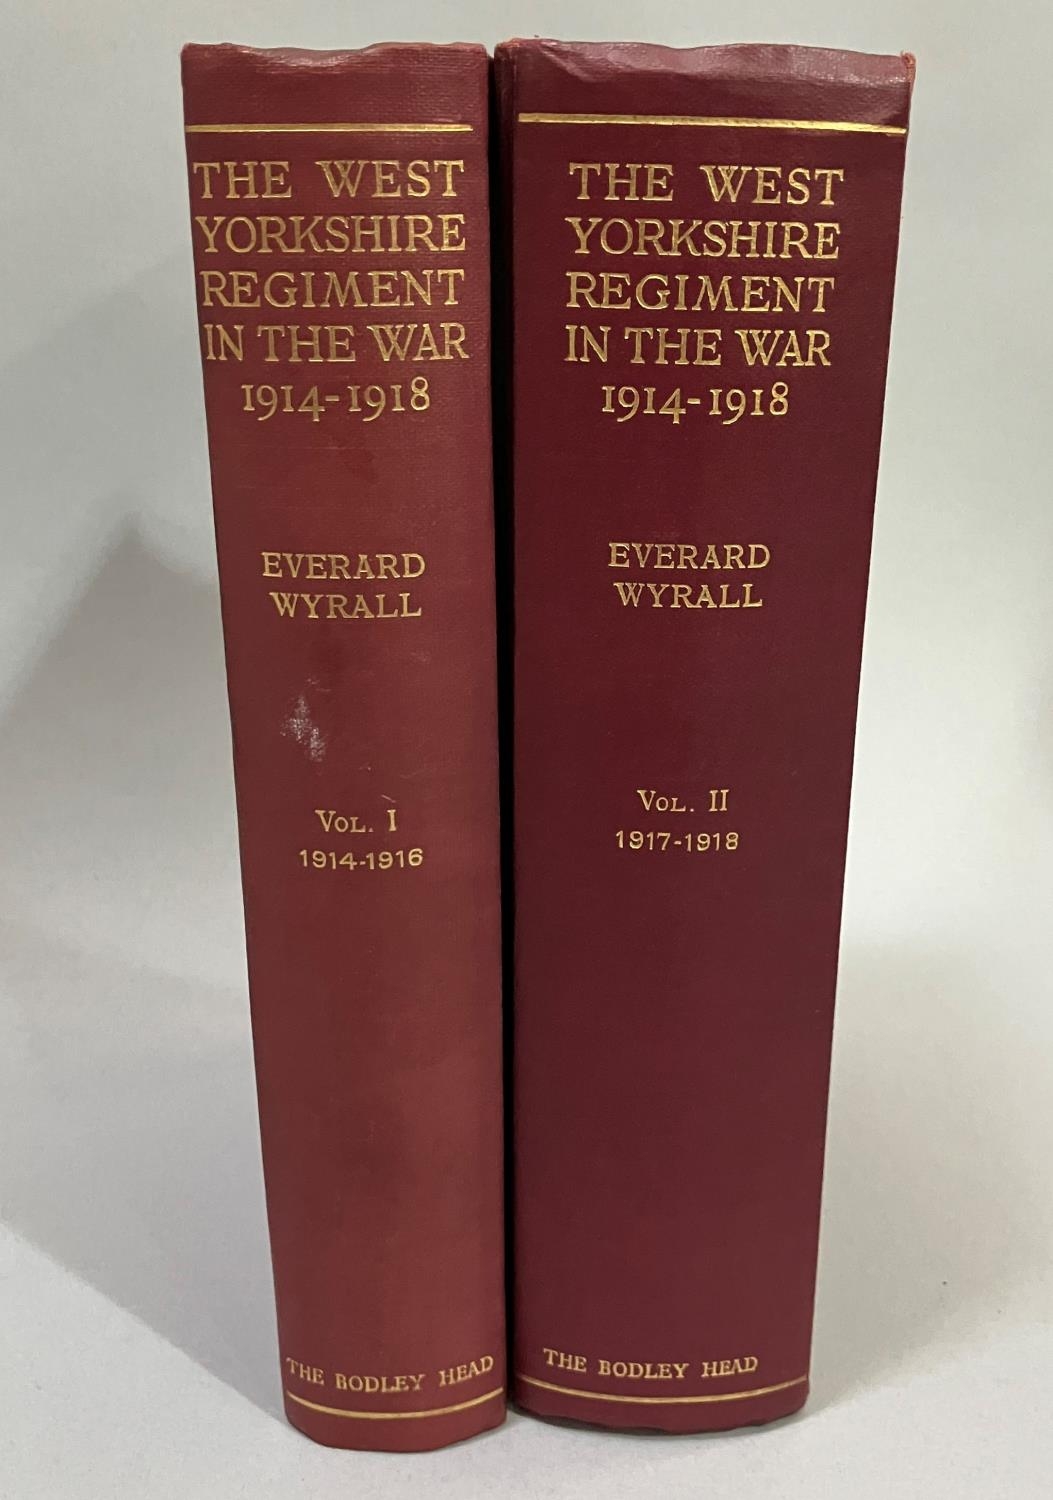 THE WEST
YORKSHIRE
REGIMENT
IN THE WAR
1914-1918
EVERARD
WYRALL
VOL. I
1914-1916
THE BODLEY HEAD
THE WEST
YORKSHIRE
REGIMENT
IN THE WAR
1914-1918
EVERARD
WYRALL
VOL. II
1917-1918
THE BODLEY HEAD